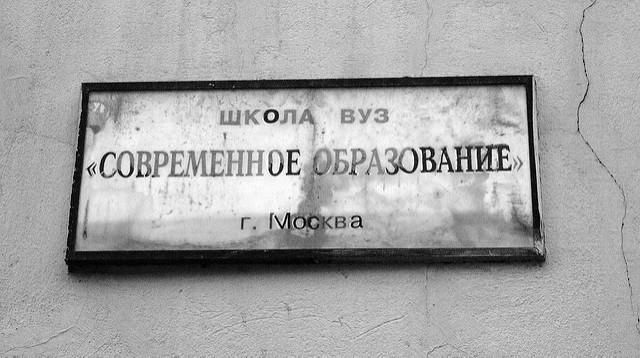 ШКОЛА ВУЗ
«СОВРЕМЕННОЕ ОБРАЗОВАНИЕ»
г. Москва